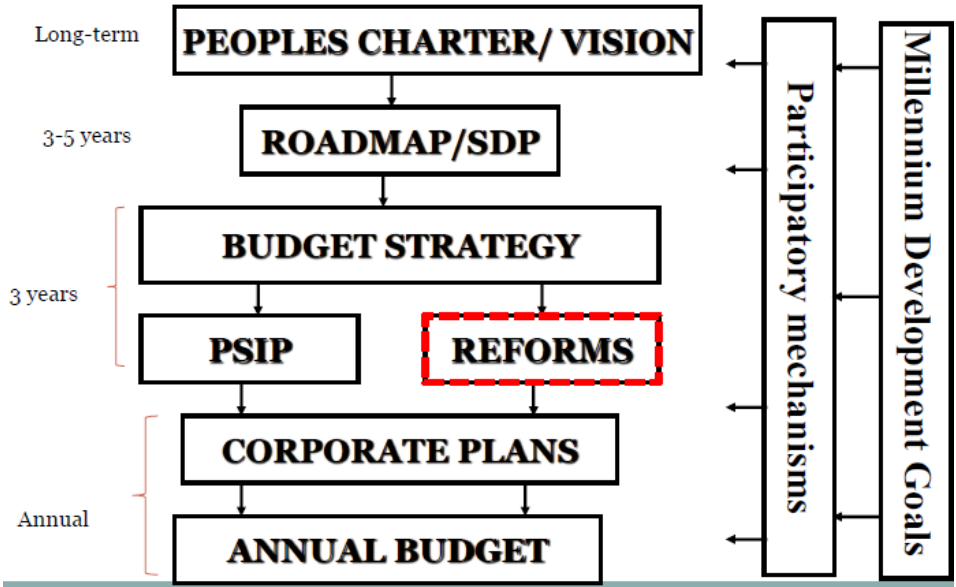 Long-term
PEOPLES CHARTER/ VISION
3-5 years
ROADMAP/SDP
BUDGET STRATEGY
3 years
PSIP
REFORMS
CORPORATE PLANS
Annual
ANNUAL BUDGET
Participatory mechanisms
Millennium Development Goals